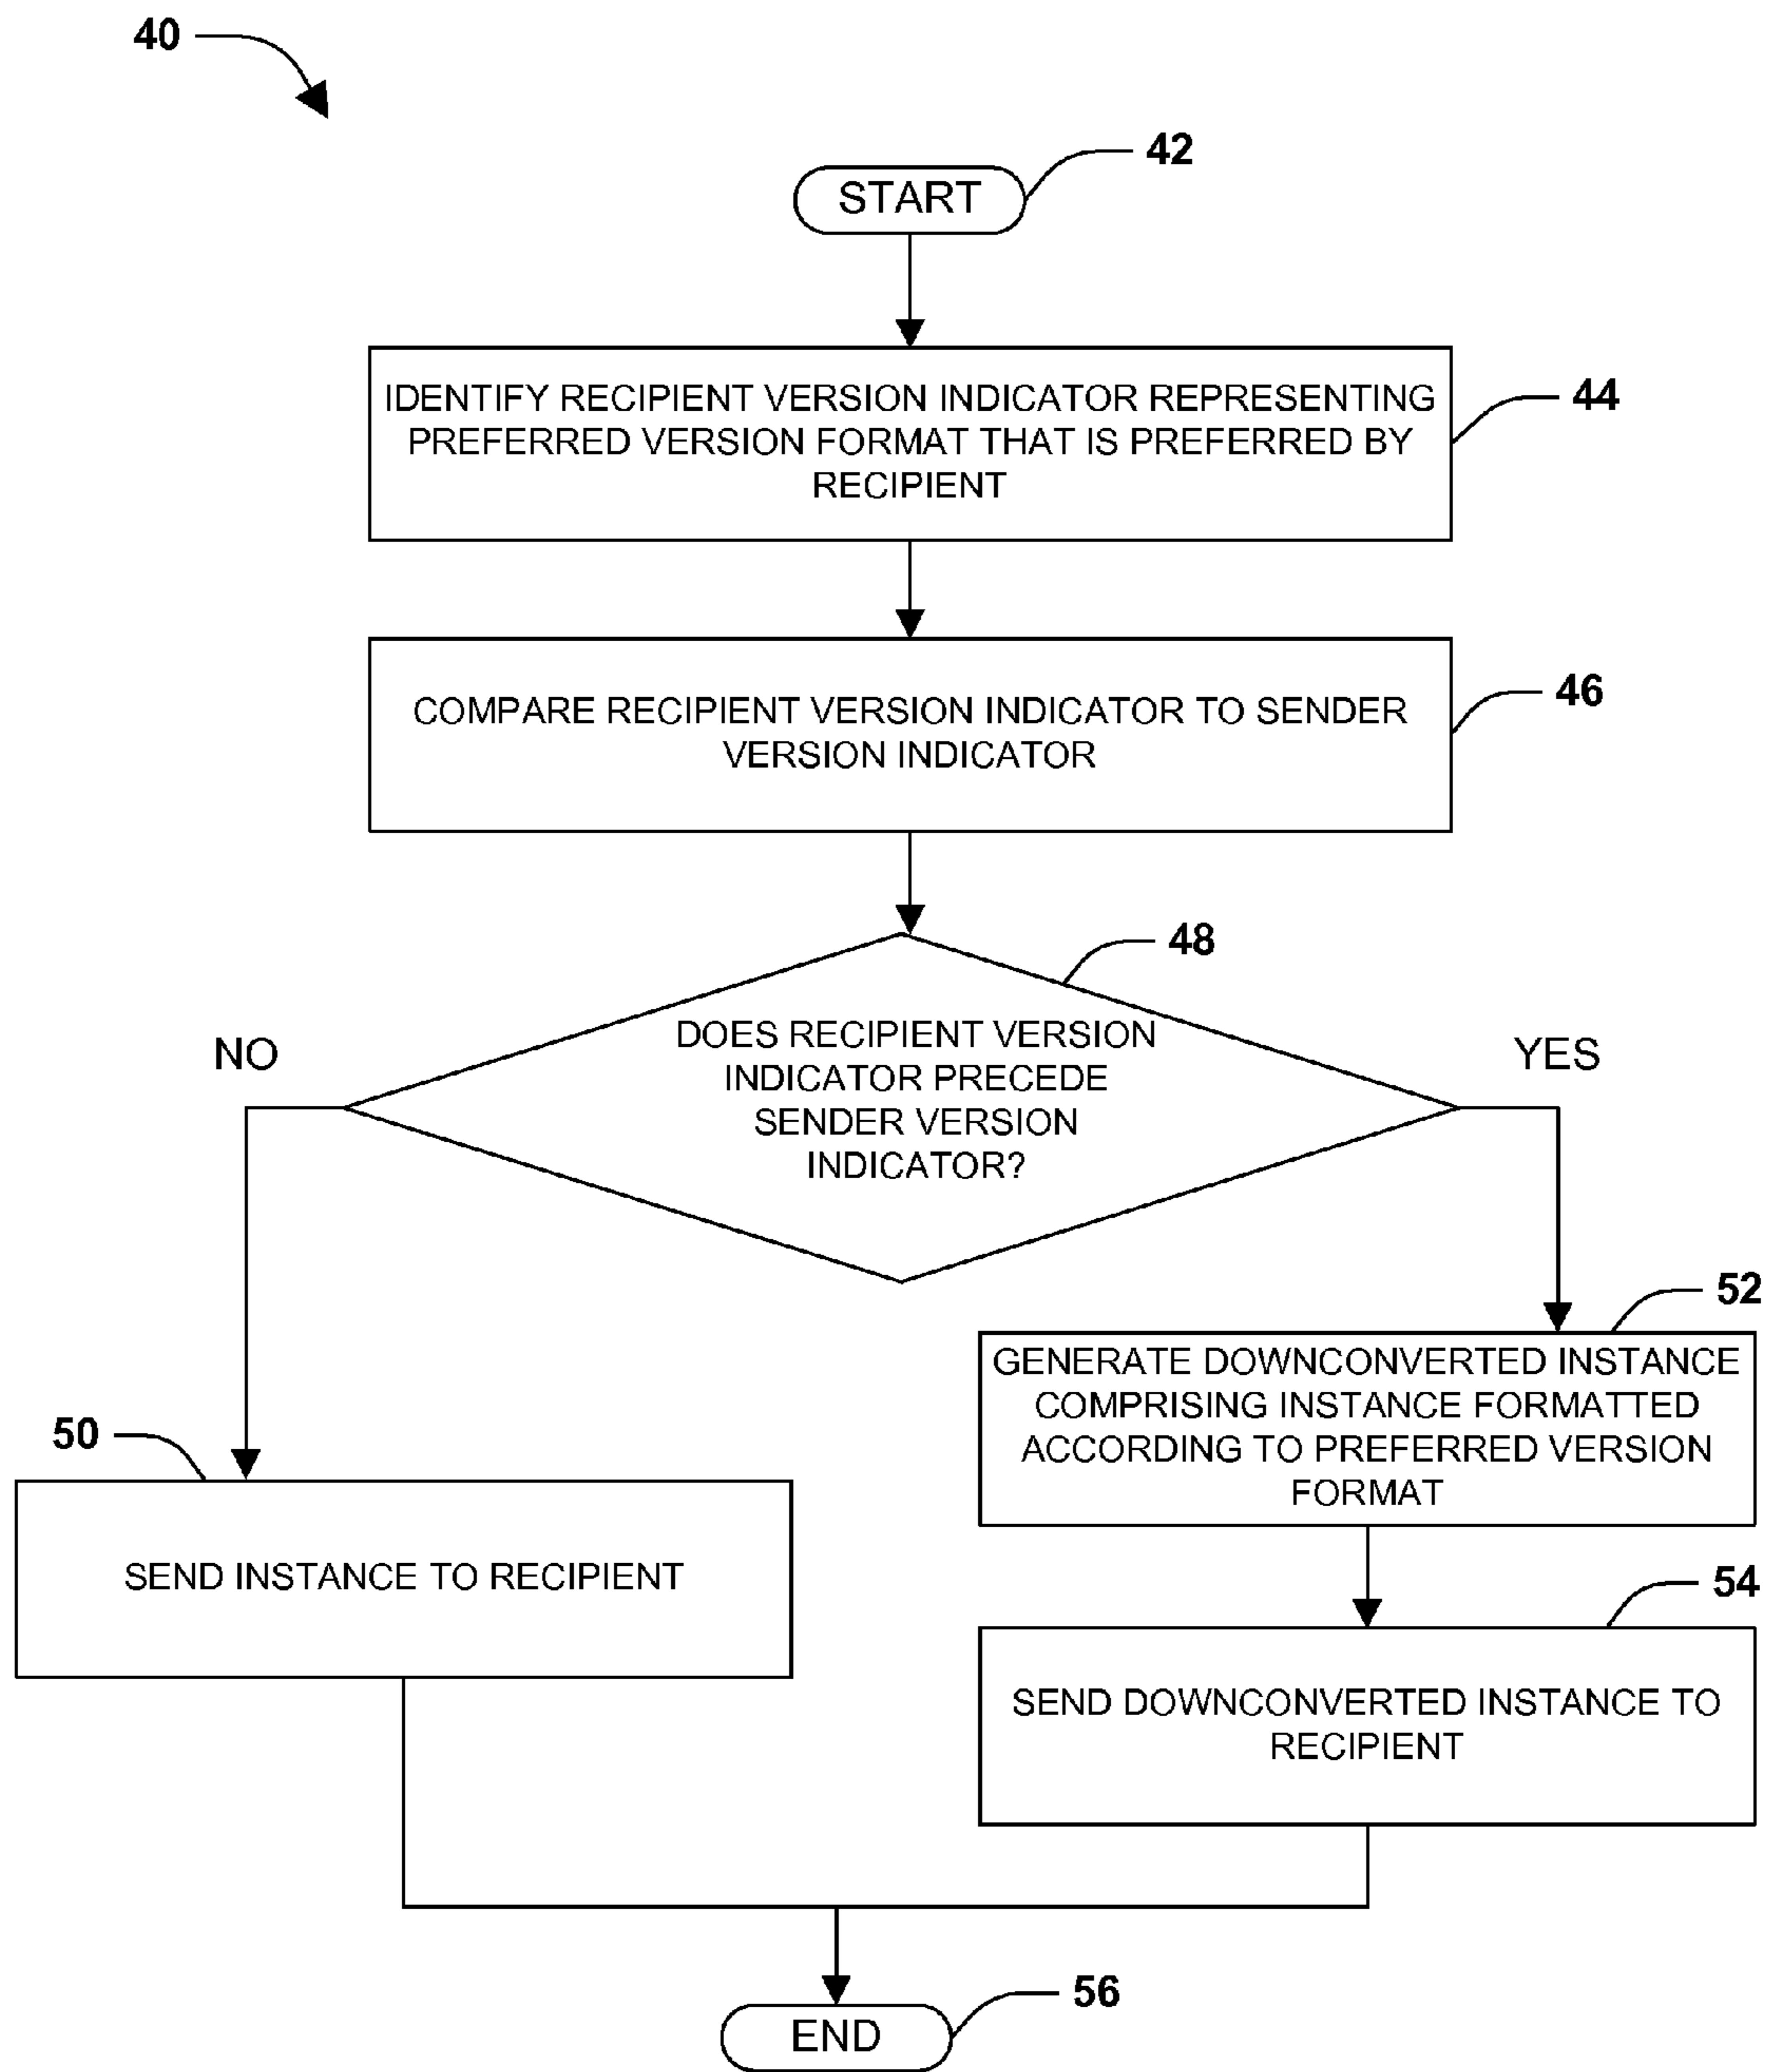 40
42
START
IDENTIFY RECIPIENT VERSION INDICATOR REPRESENTING
PREFERRED VERSION FORMAT THAT IS PREFERRED BY
RECIPIENT
44
COMPARE RECIPIENT VERSION INDICATOR TO SENDER
VERSION INDICATOR
46
48
DOES RECIPIENT VERSION
INDICATOR PRECEDE
SENDER VERSION
INDICATOR?
NO
YES
50
SEND INSTANCE TO RECIPIENT
52
GENERATE DOWNCONVERTED INSTANCE
COMPRISING INSTANCE FORMATTED
ACCORDING TO PREFERRED VERSION
FORMAT
54
SEND DOWNCONVERTED INSTANCE TO
RECIPIENT
56
END